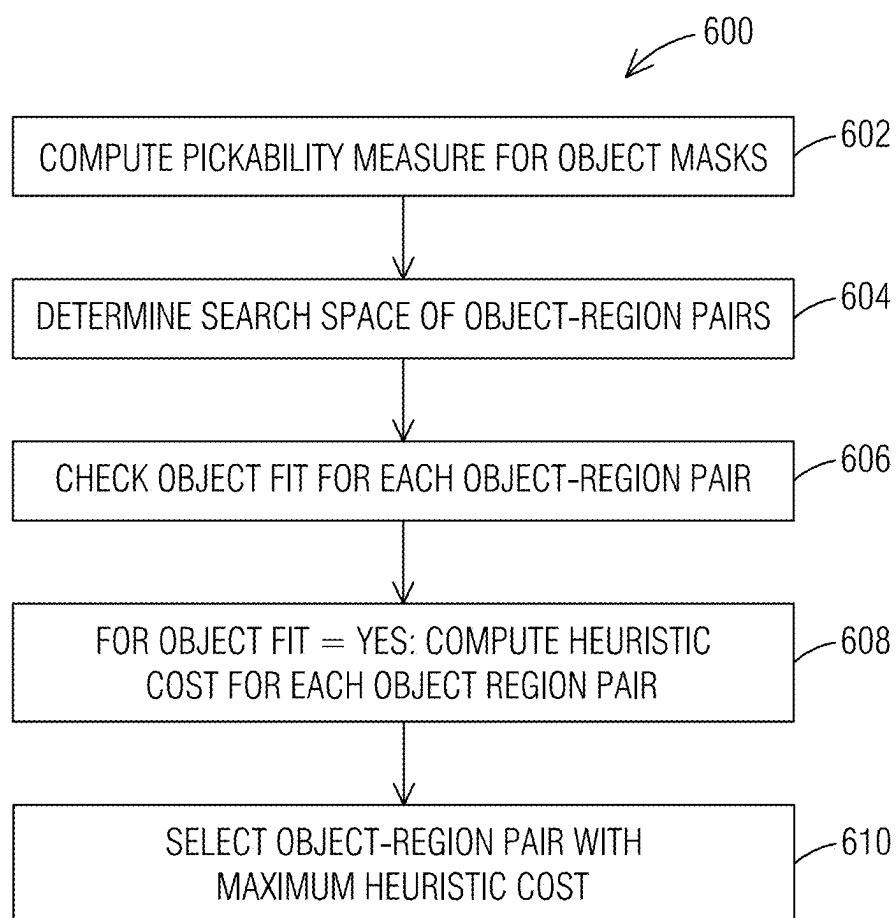 600
COMPUTE PICKABILITY MEASURE FOR OBJECT MASKS
602
DETERMINE SEARCH SPACE OF OBJECT-REGION PAIRS
604
CHECK OBJECT FIT FOR EACH OBJECT-REGION PAIR
606
FOR OBJECT FIT = YES: COMPUTE HEURISTIC
COST FOR EACH OBJECT REGION PAIR
608
SELECT OBJECT-REGION PAIR WITH
MAXIMUM HEURISTIC COST
610